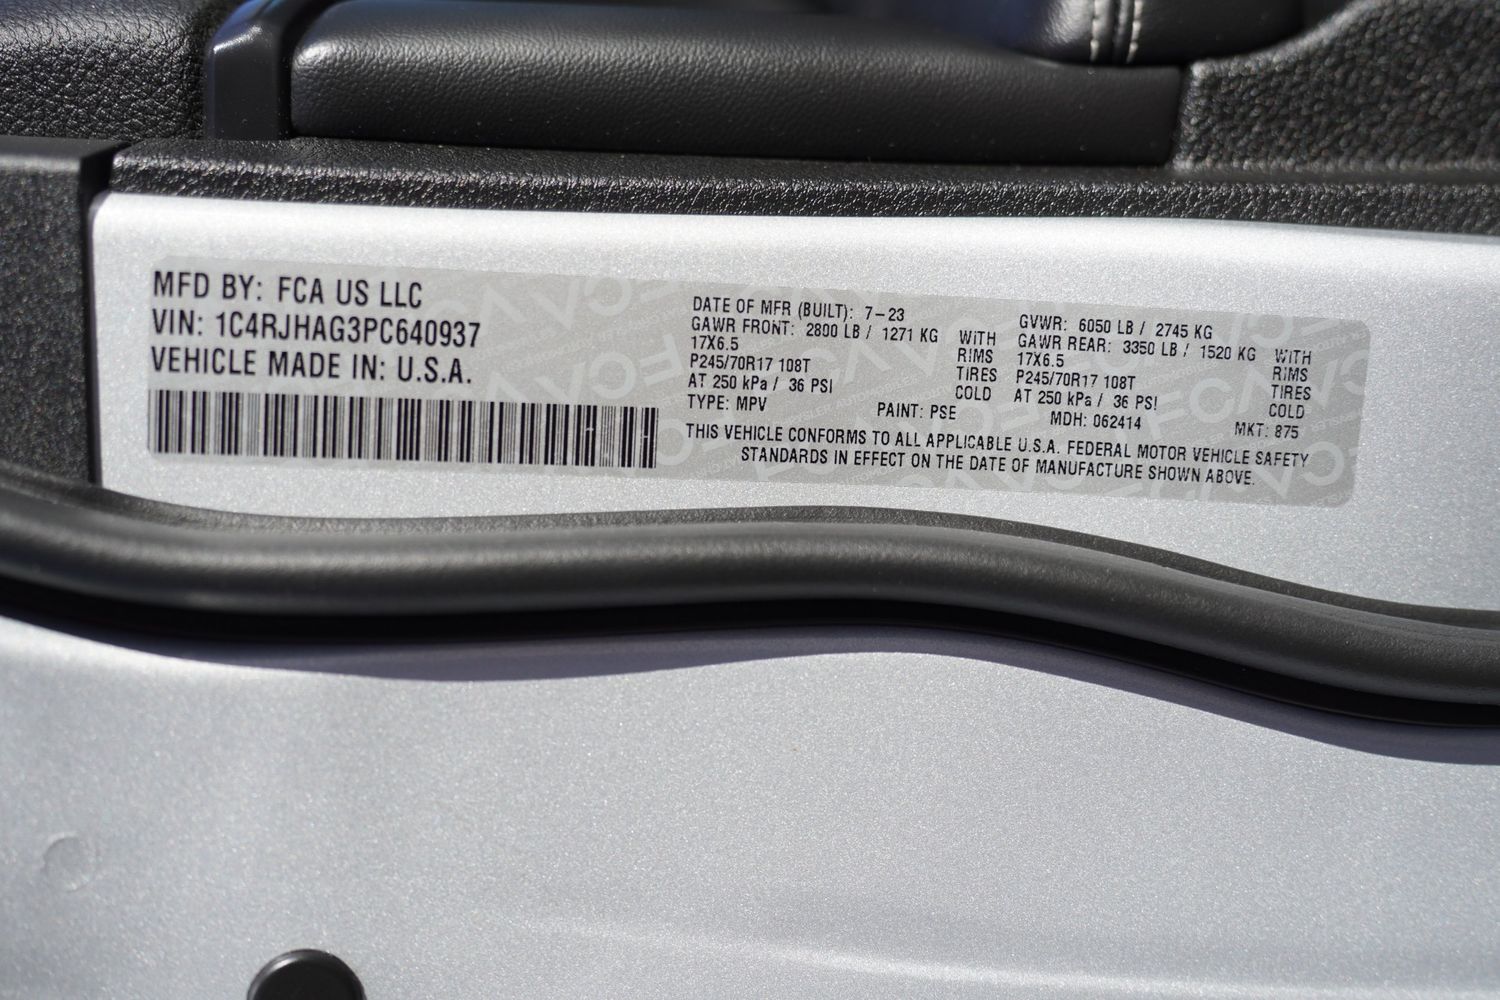 MFD BY: FCA US LLC
VIN: 1C4RJHAG3PC640937
VEHICLE MADE IN: U.S.A.
DATE OF MFR (BUILT): 7-23
GAWR FRONT: 2800 LB / 1271 KG WITH
17X6.5 RIMS
P245/70R17 108T TIRES
AT 250 kPa / 36 PSI COLD
TYPE: MPV PAINT: PSE
GVWR: 6050 LB / 2745 KG
GAWR REAR: 3350 LB / 1520 KG WITH
17X6.5 RIMS
P245/70R17 108T TIRES
AT 250 kPa / 36 PSI COLD
MDH: 062414 MKT: 875
THIS VEHICLE CONFORMS TO ALL APPLICABLE U.S.A. FEDERAL MOTOR VEHICLE SAFETY
STANDARDS IN EFFECT ON THE DATE OF MANUFACTURE SHOWN ABOVE.